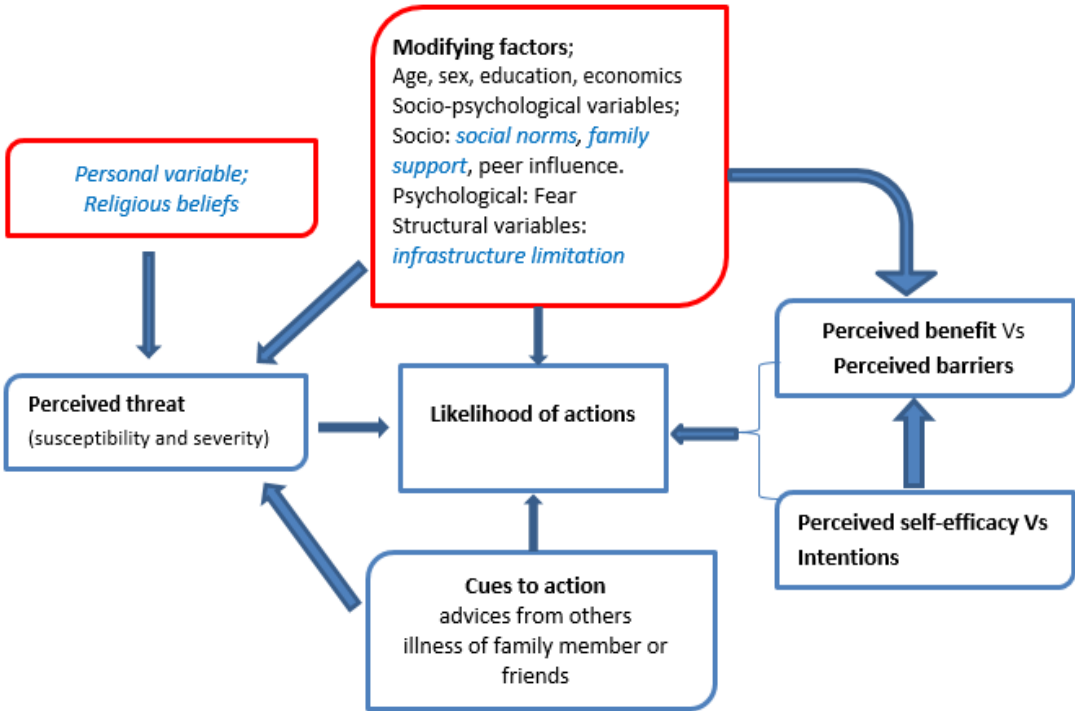 Modifying factors;
Age, sex, education, economics
Socio-psychological variables;
Socio: social norms, family
support, peer influence.
Psychological: Fear
Structural variables:
infrastructure limitation
Personal variable;
Religious beliefs
Perceived benefit Vs
Perceived barriers
Perceived threat
(susceptibility and severity)
Likelihood of actions
Perceived self-efficacy Vs
Intentions
Cues to action
advices from others
illness of family member or
friends